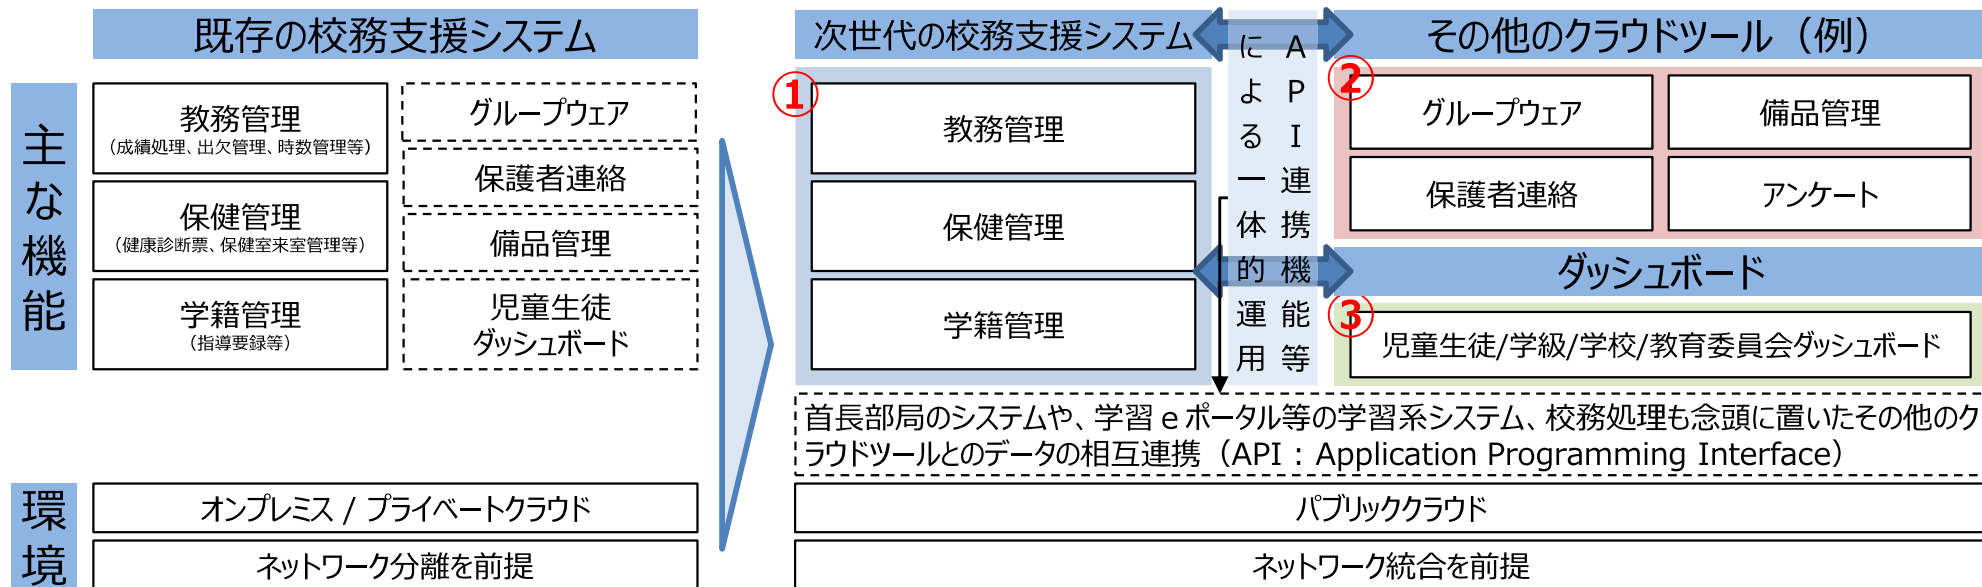 既存の校務支援システム
主な機能
教務管理
（成績処理、出欠管理、時数管理等）
保健管理
（健康診断票、保健室来室管理等）
学籍管理
（指導要録等）
グループウェア
保護者連絡
備品管理
児童生徒
ダッシュボード
次世代の校務支援システム
①
教務管理
保健管理
学籍管理
API連携機能等
による一体的運用
その他のクラウドツール（例）
②
グループウェア
備品管理
保護者連絡
アンケート
ダッシュボード
③
児童生徒/学級/学校/教育委員会ダッシュボード
首長部局のシステムや、学習eポータル等の学習系システム、校務処理も念頭に置いたその他のク
ラウドツールとのデータの相互連携（API：Application Programming Interface）
環境
オンプレミス / プライベートクラウド
ネットワーク分離を前提
パブリッククラウド
ネットワーク統合を前提